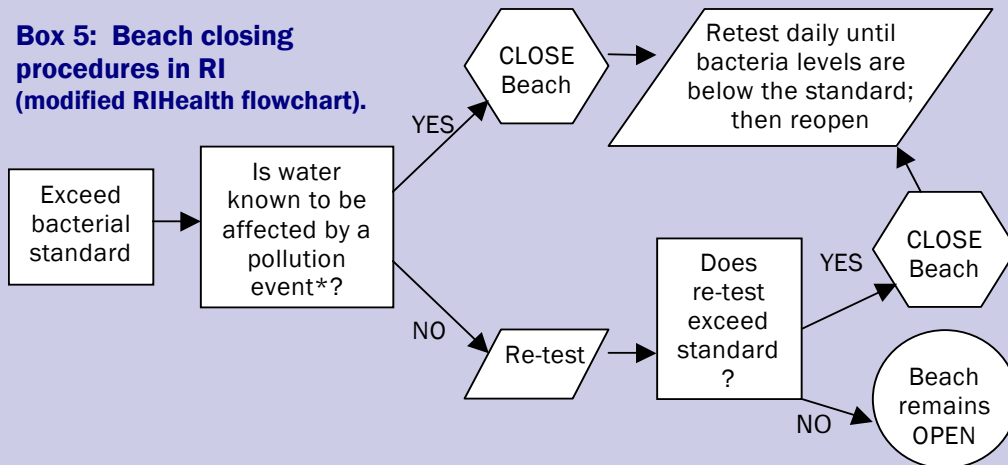 Box 5: Beach closing
procedures in RI
(modified RIHealth flowchart).
Exceed
bacterial
standard
Is water
known to be
affected by a
pollution
event*?
YES
CLOSE
Beach
Retest daily until
bacteria levels are
below the standard;
then reopen
NO
Re-test
Does
re-test
exceed
standard
?
YES
CLOSE
Beach
NO
Beach
remains
OPEN